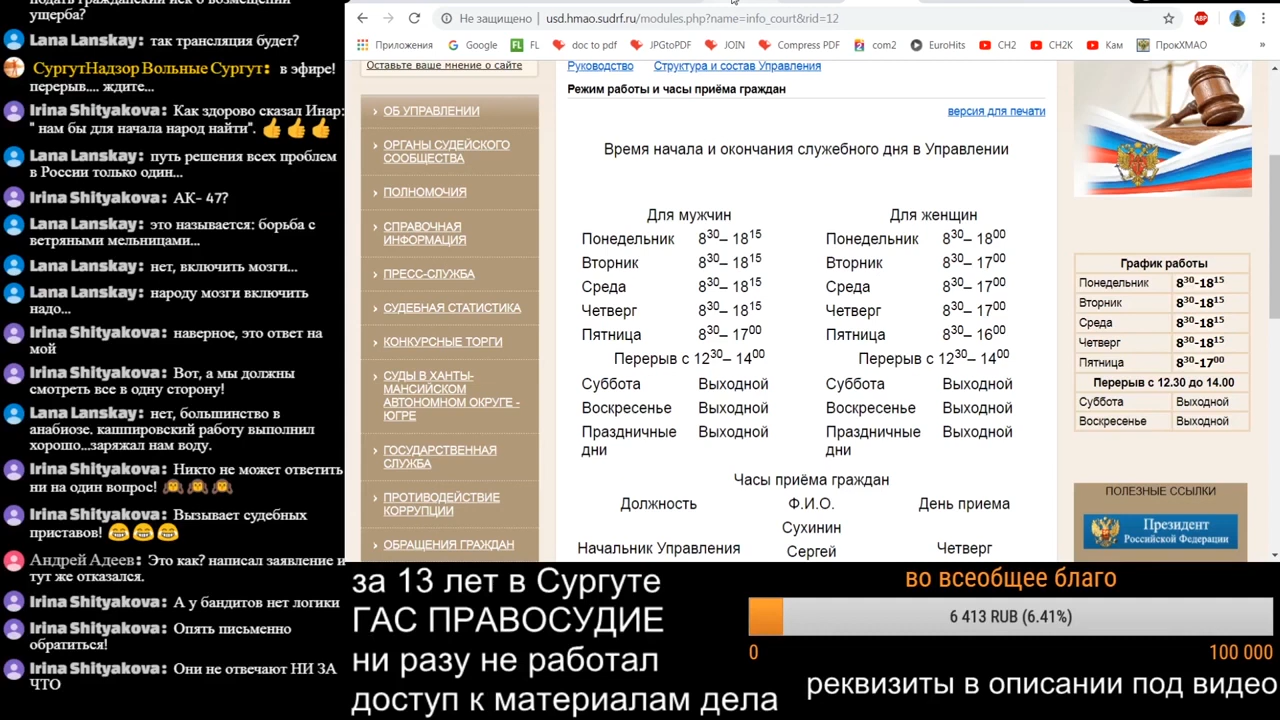 подать гражданский иск о возмещении
ущерба?
Lana Lanskay: так трансляция будет?
СургутНадзор Вольные Сургут: в эфире!
перерыв.... ждите...
Irina Shityakova: Как здорово сказал Инар:
" нам бы для начала народ найти".
Lana Lanskay: путь решения всех проблем
в России только один...
Irina Shityakova: АК- 47?
Lana Lanskay: это называется: борьба с
ветряными мельницами...
Lana Lanskay: нет, включить мозги...
Lana Lanskay: народу мозги включить
надо...
Irina Shityakova: наверное, это ответ на
мой
Irina Shityakova: Вот, а мы должны
смотреть все в одну сторону!
Lana Lanskay: нет, большинство в
анабиозе. кашпировский работу выполнил
хорошо...заряжал нам воду.
Irina Shityakova: Никто не может ответить
ни на один вопрос!
Irina Shityakova: Вызывает судебных
приставов!
Андрей Адеев: Это как? написал заявление и
тут же отказался.
Irina Shityakova: А у бандитов нет логики
Irina Shityakova: Опять письменно
обратиться!
Irina Shityakova: Они не отвечают НИ ЗА
ЧТО
Не защищено usd.hmao.sudrf.ru/modules.php?name=info_court&rid=12
ABP
Приложения Google FL FL doc to pdf JPGtoPDF JOIN Compress PDF com2 EuroHits CH2 CH2K Кам ПрокХМАО »
Оставьте ваше мнение о сайте
ОБ УПРАВЛЕНИИ
ОРГАНЫ СУДЕЙСКОГО
СООБЩЕСТВА
ПОЛНОМОЧИЯ
СПРАВОЧНАЯ
ИНФОРМАЦИЯ
ПРЕСС-СЛУЖБА
СУДЕБНАЯ СТАТИСТИКА
КОНКУРСНЫЕ ТОРГИ
СУДЫ В ХАНТЫ-
МАНСИЙСКОМ
АВТОНОМНОМ ОКРУГЕ -
ЮГРЕ
ГОСУДАРСТВЕННАЯ
СЛУЖБА
ПРОТИВОДЕЙСТВИЕ
КОРРУПЦИИ
ОБРАЩЕНИЯ ГРАЖДАН
Руководство Структура и состав Управления
Режим работы и часы приёма граждан
версия для печати
Время начала и окончания служебного дня в Управлении
Для мужчин Для женщин
Понедельник 8³⁰– 18¹⁵ Понедельник 8³⁰– 18⁰⁰
Вторник 8³⁰– 18¹⁵ Вторник 8³⁰– 17⁰⁰
Среда 8³⁰– 18¹⁵ Среда 8³⁰– 17⁰⁰
Четверг 8³⁰– 18¹⁵ Четверг 8³⁰– 17⁰⁰
Пятница 8³⁰– 17⁰⁰ Пятница 8³⁰– 16⁰⁰
Перерыв с 12³⁰– 14⁰⁰ Перерыв с 12³⁰– 14⁰⁰
Суббота Выходной Суббота Выходной
Воскресенье Выходной Воскресенье Выходной
Праздничные Выходной Праздничные Выходной
дни дни
Часы приёма граждан
Должность Ф.И.О. День приема
Сухинин
Начальник Управления Сергей Четверг
График работы
Понедельник 8³⁰-18¹⁵
Вторник 8³⁰-18¹⁵
Среда 8³⁰-18¹⁵
Четверг 8³⁰-18¹⁵
Пятница 8³⁰-17⁰⁰
Перерыв с 12.30 до 14.00
Суббота Выходной
Воскресенье Выходной
ПОЛЕЗНЫЕ ССЫЛКИ
Президент
Российской Федерации
за 13 лет в Сургуте
ГАС ПРАВОСУДИЕ
ни разу не работал
доступ к материалам дела
во всеобщее благо
6 413 RUB (6.41%)
0 100 000
реквизиты в описании под видео